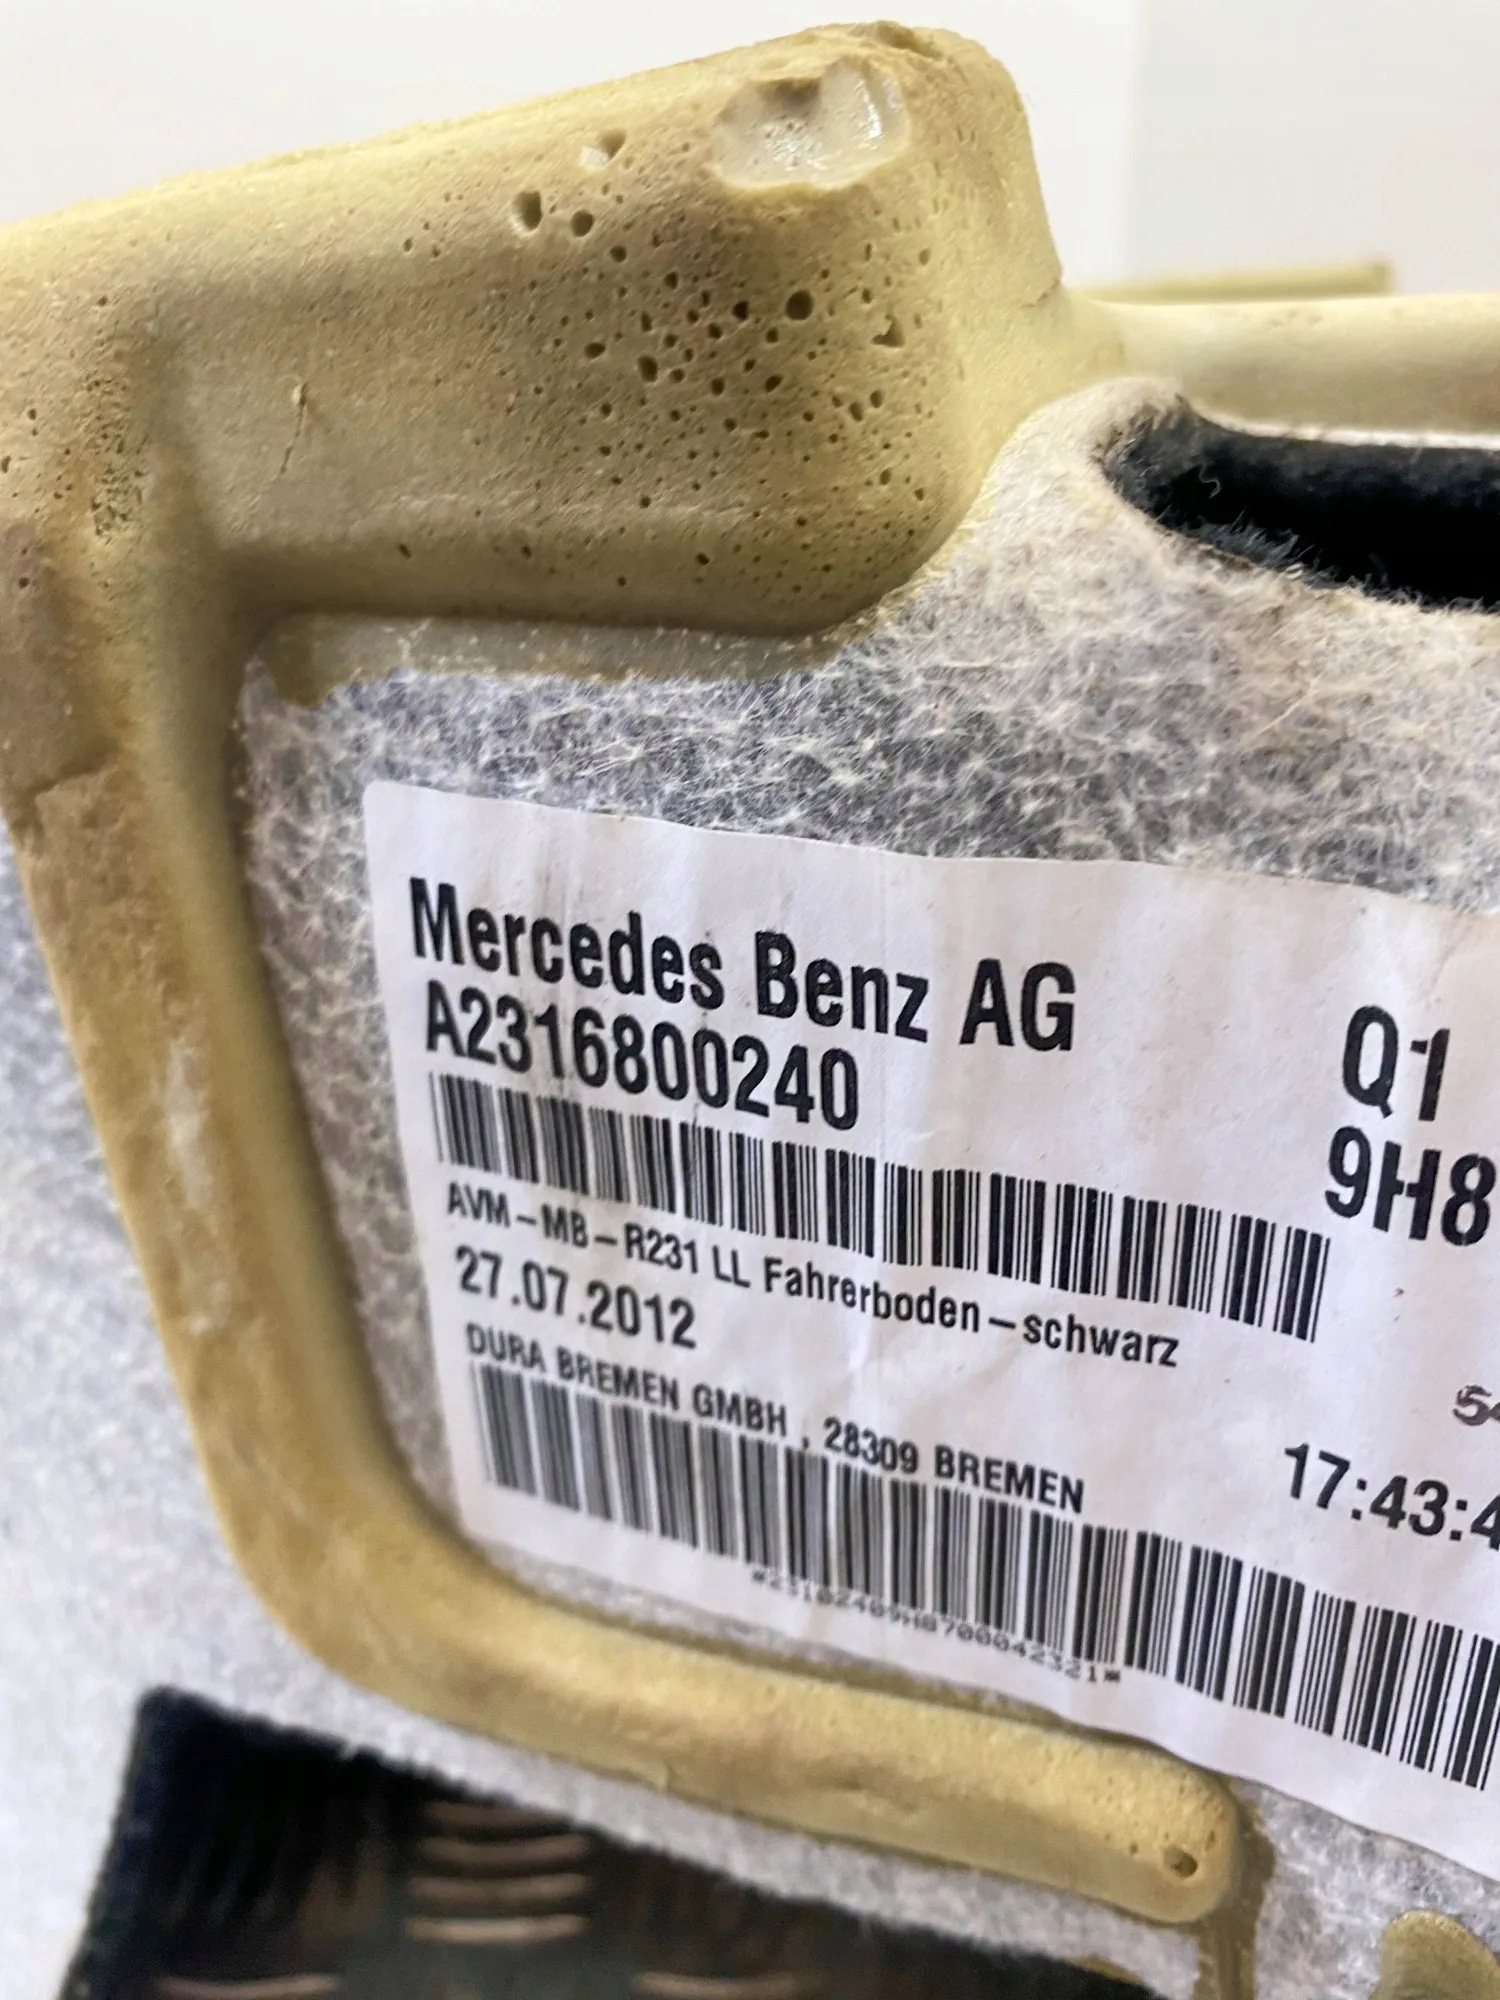 Mercedes Benz AG
A2316800240
Q1
9H8
AVM-MB-R231 LL Fahrerboden-schwarz
27.07.2012
DURA BREMEN GMBH , 28309 BREMEN
17:43:4